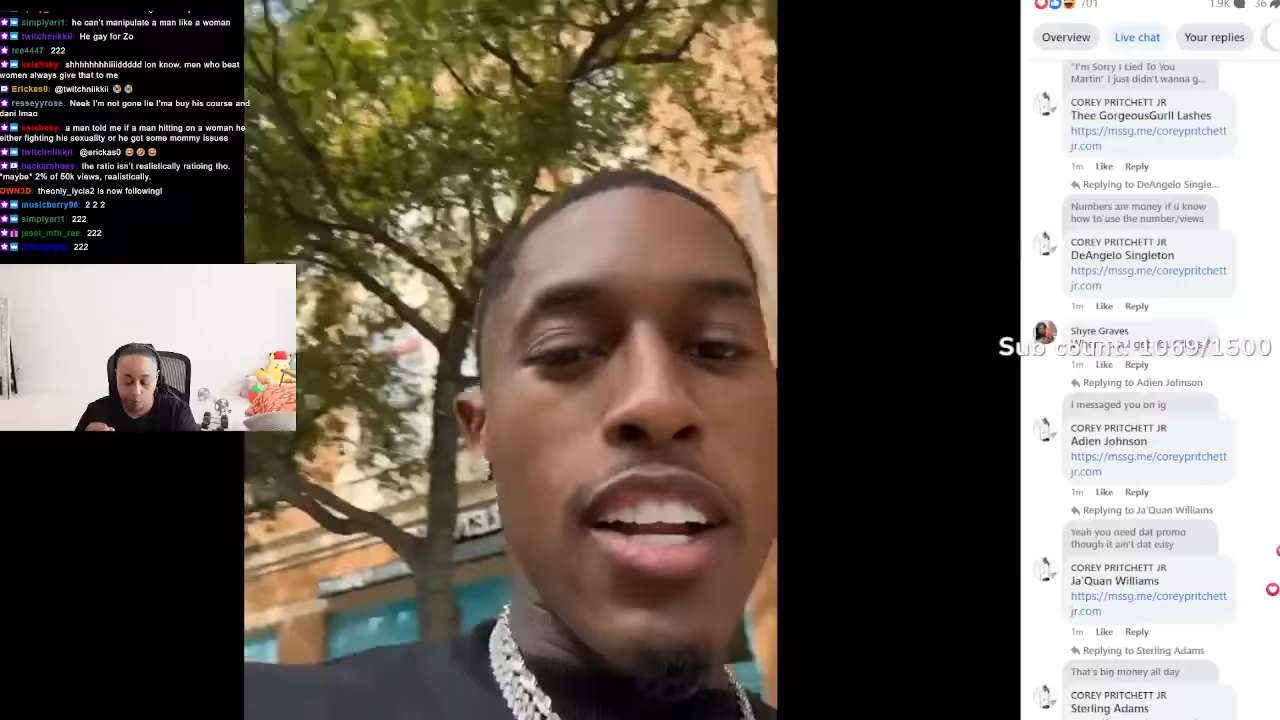 simplyari1: he can't manipulate a man like a woman
twitchniikkii: He gay for Zo
tee4447: 222
keishaky: shhhhhhhhiiiidddddd ion know. men who beat
women always give that to me
Erickas0: @twitchniikkii
resseyyrose: Neek I'm not gone lie I'ma buy his course and
dani lmao
keishaky: a man told me if a man hitting on a woman he
either fighting his sexuality or he got some mommy issues
twitchniikkii: @erickas0
hackershoes: the ratio isn't realistically ratioing tho.
*maybe* 2% of 50k views, realistically.
OWN3D: theonly_lycia2 is now following!
musicberry96: 2 2 2
simplyari1: 222
jessi_mfn_rae: 222
222
701
1.9K
36
Overview
Live chat
Your replies
"I'm Sorry I Lied To You
Martin" I just didn't wanna g...
COREY PRITCHETT JR
Thee GorgeousGurll Lashes
https://mssg.me/coreypritchett
jr.com
1m Like Reply
Replying to DeAngelo Single...
Numbers are money if u know
how to use the number/views
COREY PRITCHETT JR
DeAngelo Singleton
https://mssg.me/coreypritchett
jr.com
1m Like Reply
Shyre Graves
Sub count: 1069/1500
1m Like Reply
Replying to Adien Johnson
I messaged you on ig
COREY PRITCHETT JR
Adien Johnson
https://mssg.me/coreypritchett
jr.com
1m Like Reply
Replying to Ja'Quan Williams
Yeah you need dat promo
though it ain't dat easy
COREY PRITCHETT JR
Ja'Quan Williams
https://mssg.me/coreypritchett
jr.com
1m Like Reply
Replying to Sterling Adams
That's big money all day
COREY PRITCHETT JR
Sterling Adams